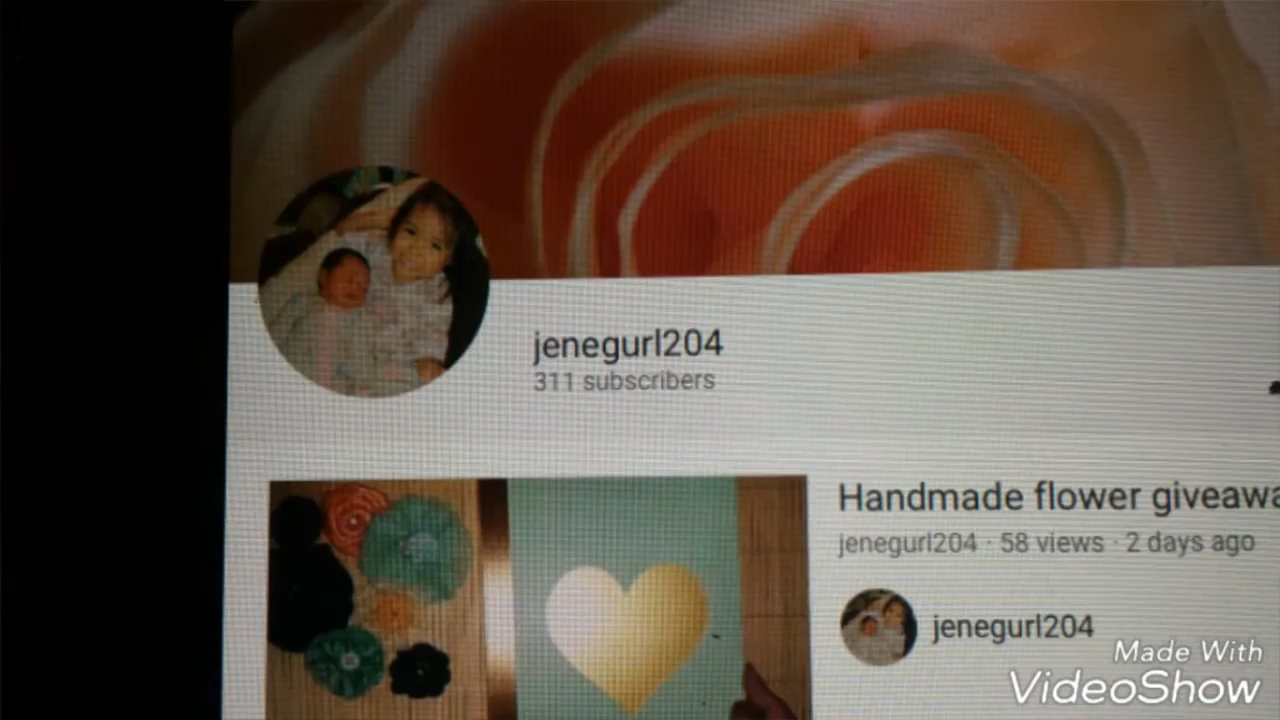 jenegurl204
311 subscribers
Handmade flower giveawa
jenegurl204 · 58 views · 2 days ago
jenegurl204
Made With
VideoShow